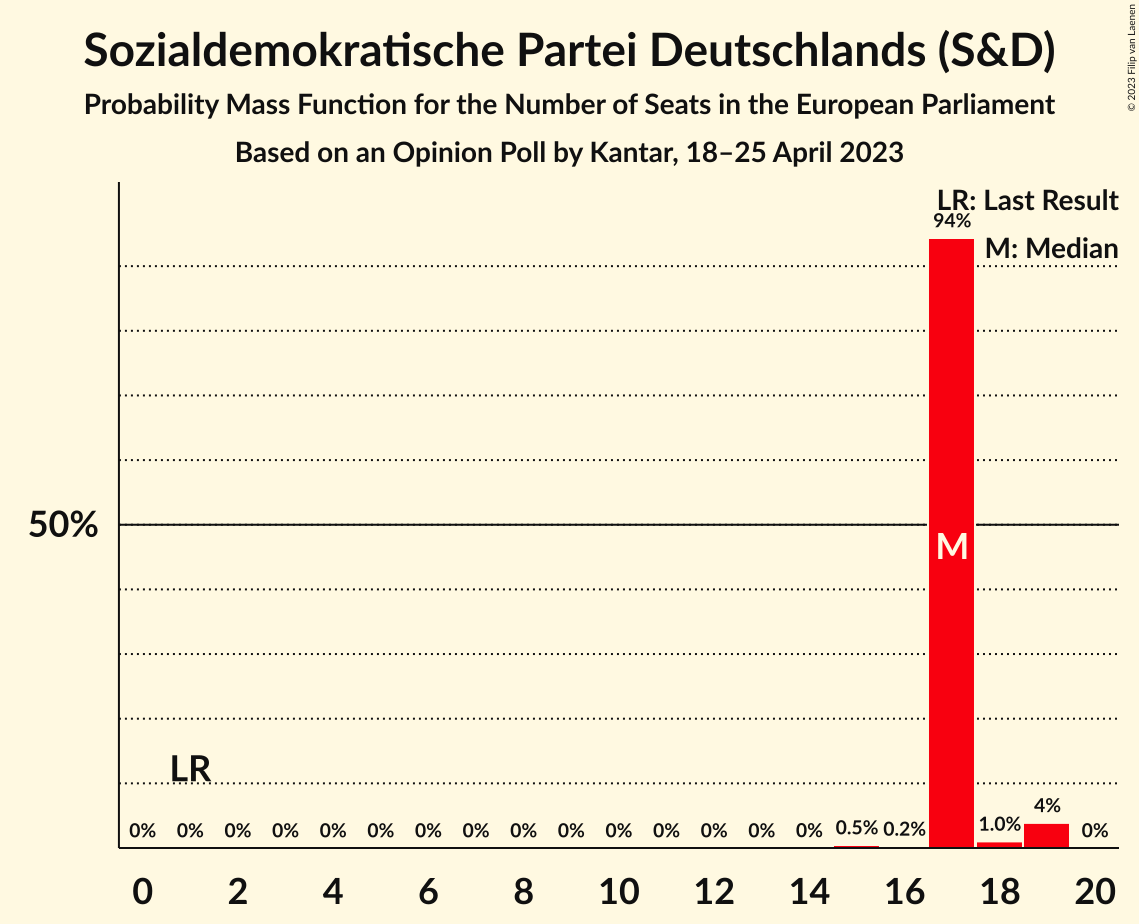 Sozialdemokratische Partei Deutschlands (S&D)
Probability Mass Function for the Number of Seats in the European Parliament
Based on an Opinion Poll by Kantar, 18–25 April 2023
© 2023 Filip van Laenen
LR: Last Result
94%
M: Median
50%
M
LR
4%
0% 0% 0% 0% 0% 0% 0% 0% 0% 0% 0% 0% 0% 0% 0% 0.5% 0.2% 1.0% 0%
0 2 4 6 8 10 12 14 16 18 20